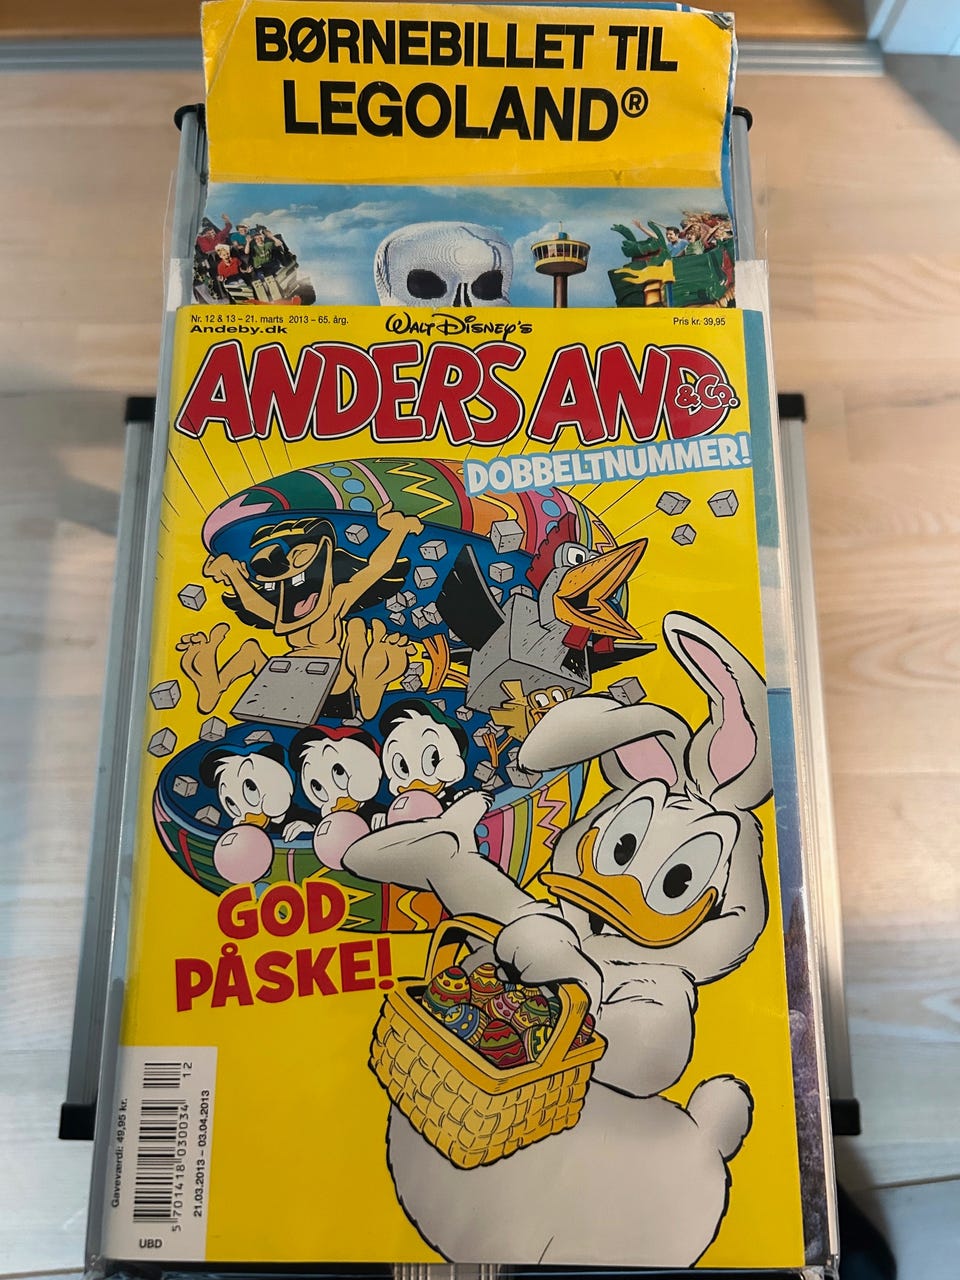 BØRNEBILLET TIL
LEGOLAND®
Nr. 12 & 13 – 21. marts 2013 – 65. årg.
Andeby.dk
WALT DISNEY'S
Pris kr. 39,95
ANDERS AND
& Co.
DOBBELTNUMMER!
GOD
PÅSKE!
Gaveværdi: 49,95 kr.
5 701418 030034
12
21.03.2013 – 03.04.2013
UBD